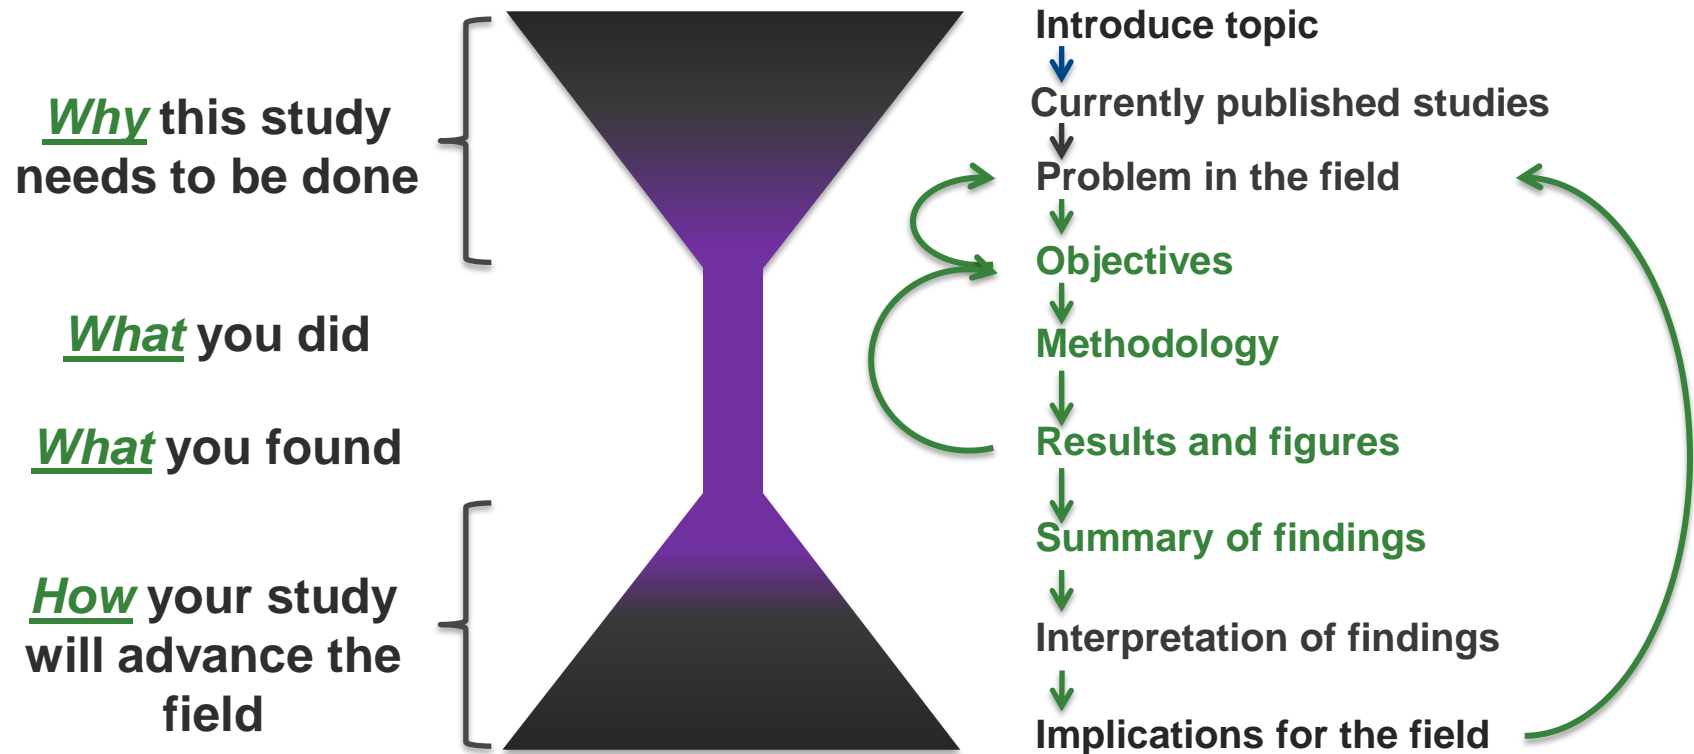 Why this study
needs to be done
What you did
What you found
How your study
will advance the
field
Introduce topic
Currently published studies
Problem in the field
Objectives
Methodology
Results and figures
Summary of findings
Interpretation of findings
Implications for the field